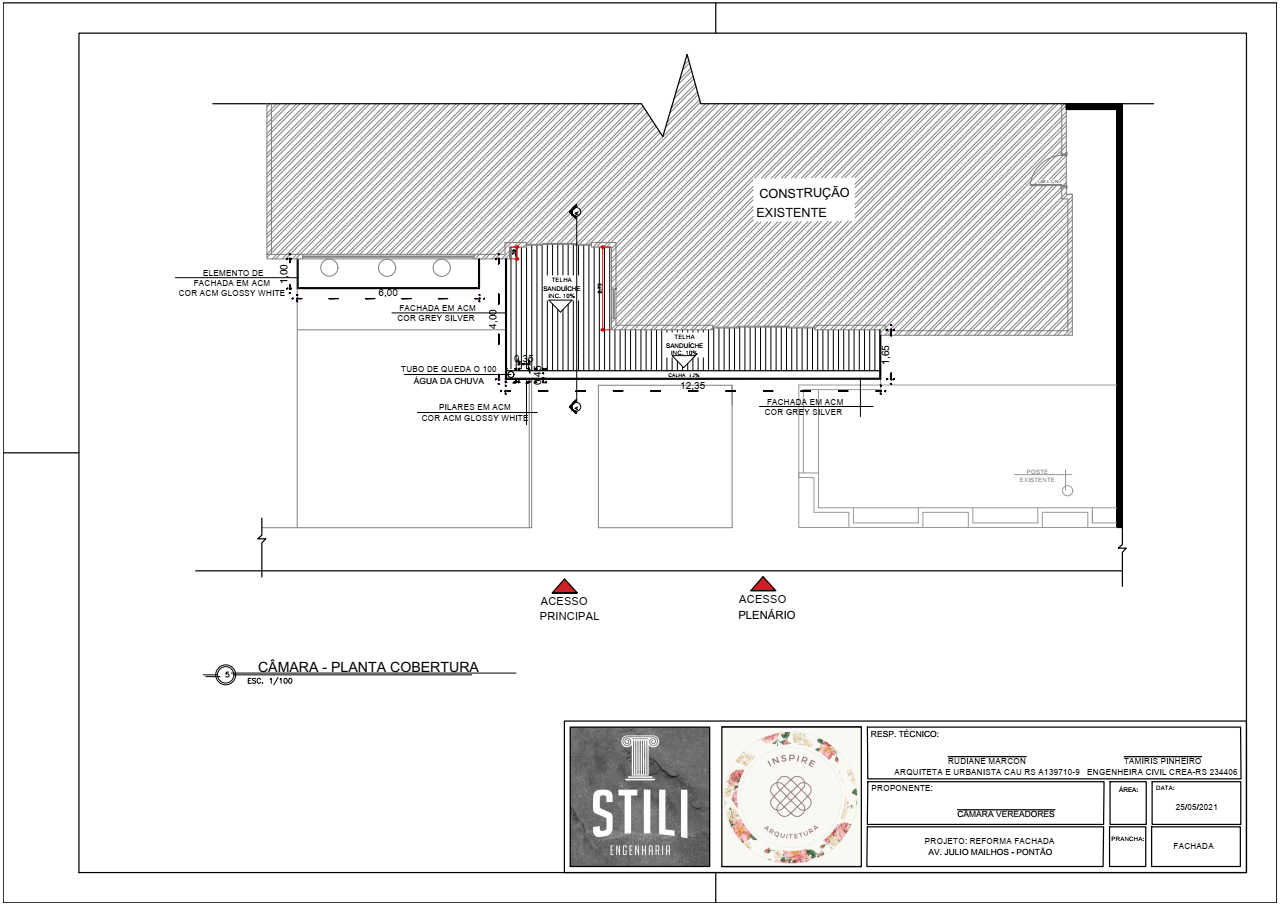 CONSTRUÇÃO
EXISTENTE
ELEMENTO DE
FACHADA EM ACM
COR ACM GLOSSY WHITE
1,00
6,00
FACHADA EM ACM
COR GREY SILVER
4,00
TELHA
SANDUÍCHE
INC. 10%
TELHA
SANDUÍCHE
INC. 10%
1,65
0,35
0,45
TUBO DE QUEDA O 100
ÁGUA DA CHUVA
12,35
PILARES EM ACM
COR ACM GLOSSY WHITE
FACHADA EM ACM
COR GREY SILVER
POSTE
EXISTENTE
ACESSO
PRINCIPAL
ACESSO
PLENÁRIO
5
CÂMARA - PLANTA COBERTURA
ESC. 1/100
STILI
ENGENHARIA
INSPIRE
ARQUITETURA
RESP. TÉCNICO:
RUDIANE MARCON
ARQUITETA E URBANISTA CAU RS A139710-9
TAMIRIS PINHEIRO
ENGENHEIRA CIVIL CREA-RS 234406
PROPONENTE:
CÂMARA VEREADORES
ÁREA:
DATA:
25/05/2021
PROJETO: REFORMA FACHADA
AV. JULIO MAILHOS - PONTÃO
PRANCHA:
FACHADA